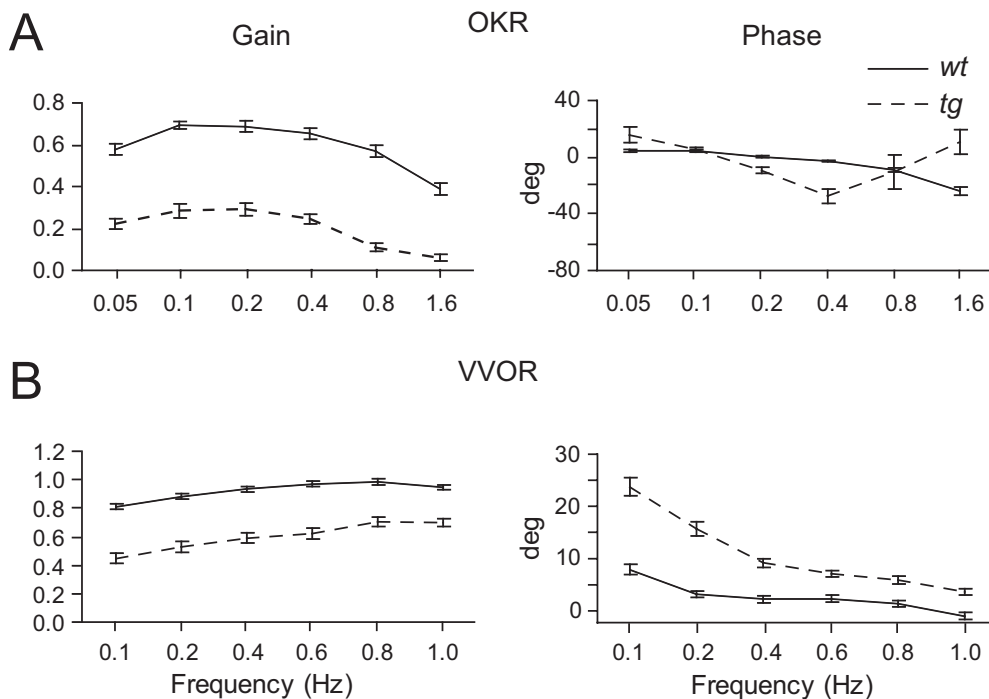 A
OKR
Gain
Phase
wt
tg
0.8
0.6
0.4
0.2
0.0
0.05 0.1 0.2 0.4 0.8 1.6
deg
40
0
-40
-80
0.05 0.1 0.2 0.4 0.8 1.6
B
VVOR
1.2
1.0
0.8
0.6
0.4
0.2
0.0
0.1 0.2 0.4 0.6 0.8 1.0
Frequency (Hz)
deg
30
20
10
0
0.1 0.2 0.4 0.6 0.8 1.0
Frequency (Hz)